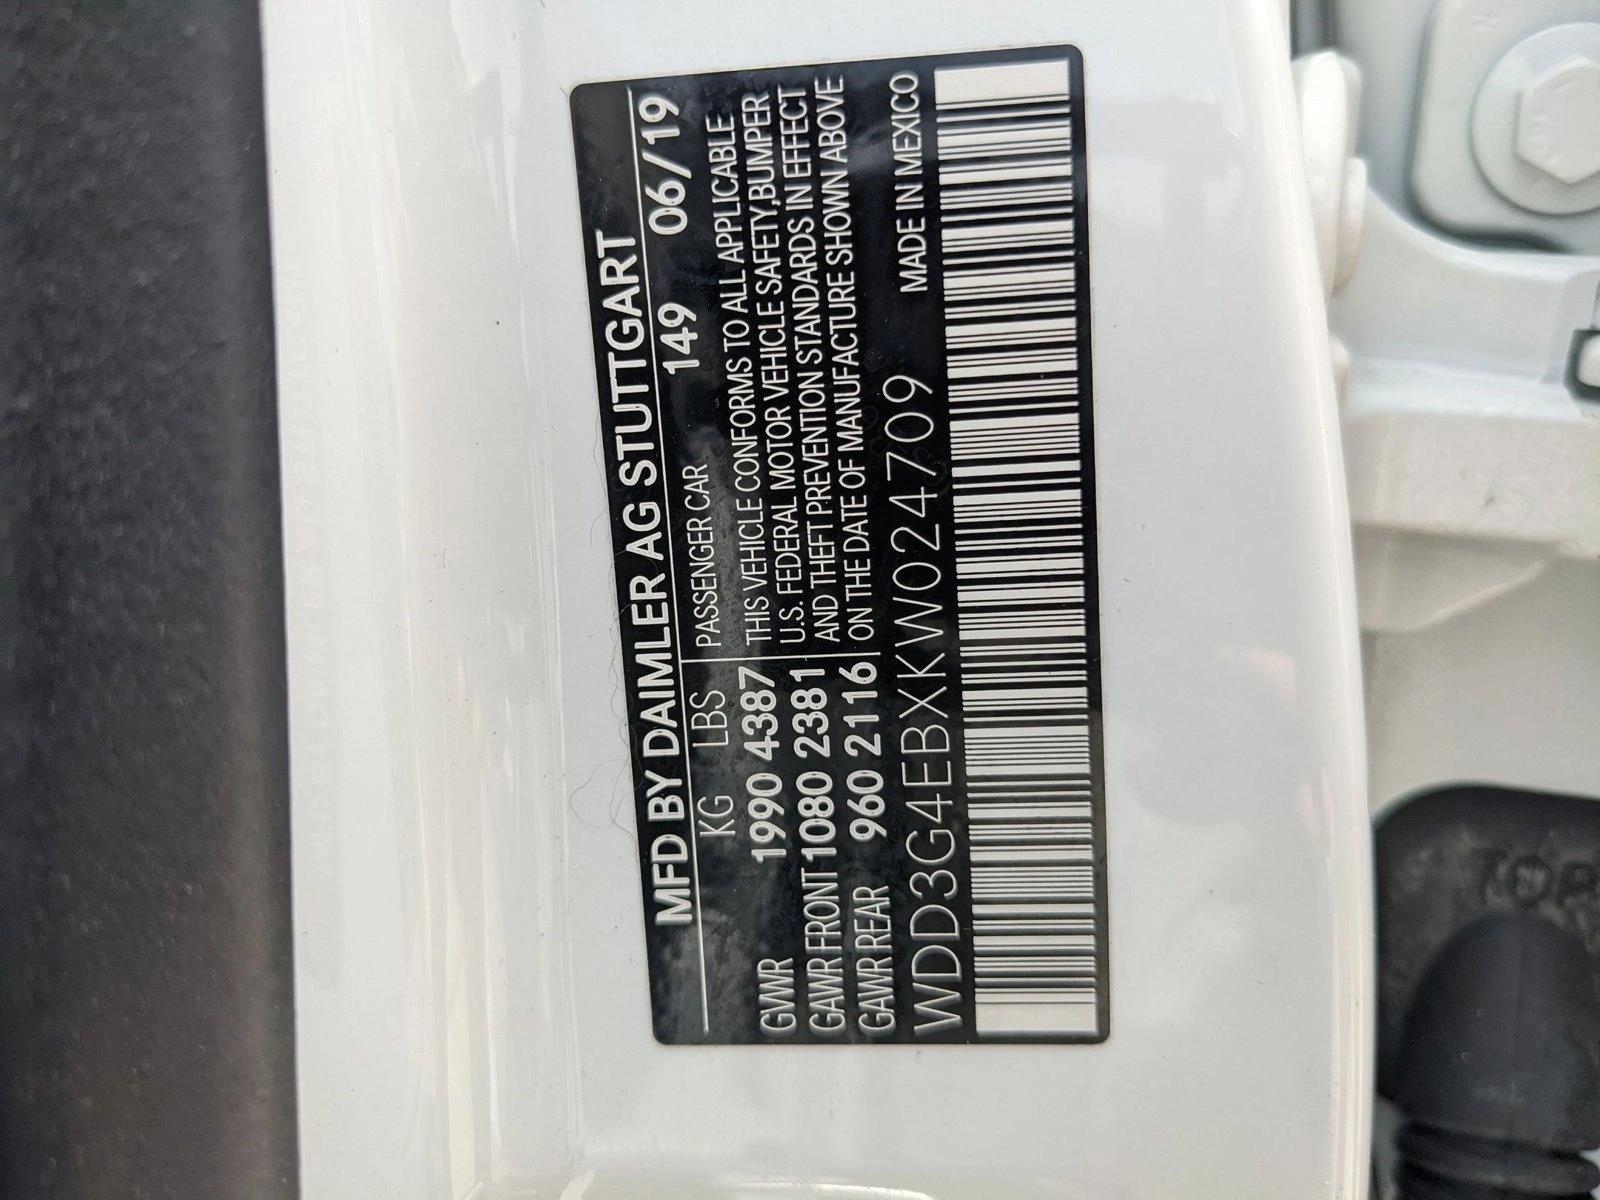 MFD BY DAIMLER AG STUTTGART
149 06/19
KG LBS PASSENGER CAR
GVWR 1990 4387 THIS VEHICLE CONFORMS TO ALL APPLICABLE
U.S. FEDERAL MOTOR VEHICLE SAFETY,BUMPER
GAWR FRONT 1080 2381 AND THEFT PREVENTION STANDARDS IN EFFECT
GAWR REAR 960 2116 ON THE DATE OF MANUFACTURE SHOWN ABOVE
MADE IN MEXICO
WDD3G4EBXKW024709